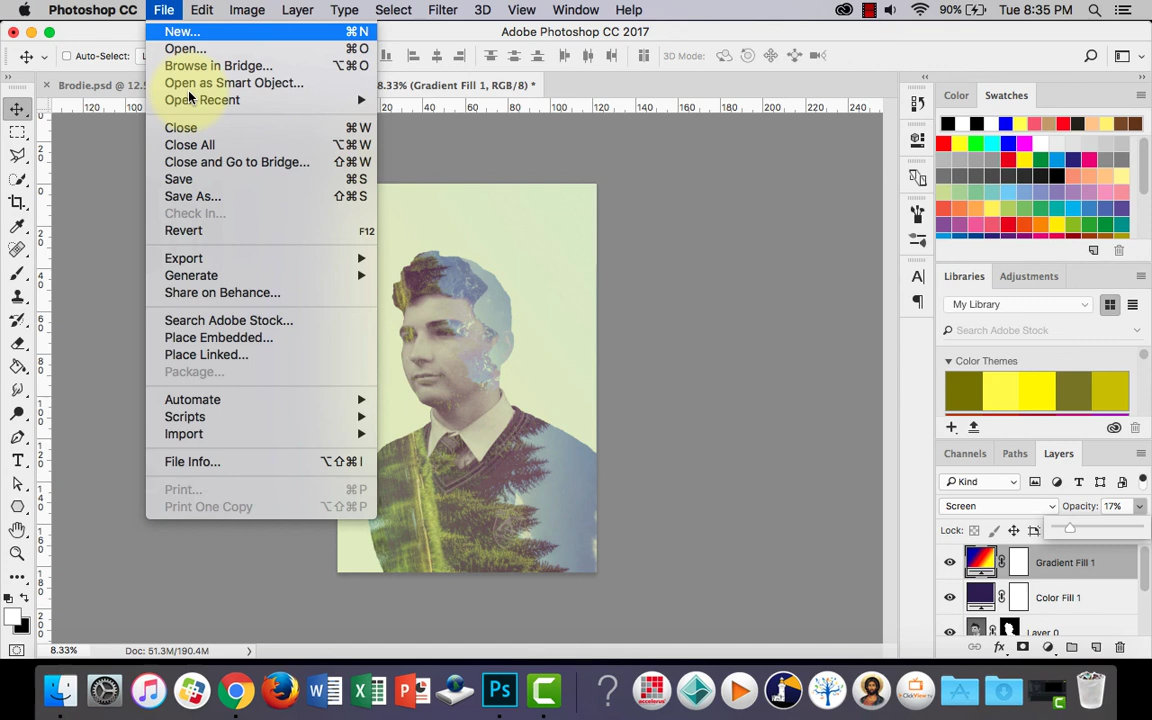 Photoshop CC File Edit Image Layer Type Select Filter 3D View Window Help 90% Tue 8:35 PM
Adobe Photoshop CC 2017
Auto-Select: 3D Mode:
× Brodie.psd @ 12.5 8.33% (Gradient Fill 1, RGB/8) *
120 100 20 40 60 80 100 120 140 160 180 200 220 240
New... ⌘N
Open... ⌘O
Browse in Bridge... ⌥⌘O
Open as Smart Object...
Open Recent
Close ⌘W
Close All ⌥⌘W
Close and Go to Bridge... ⇧⌘W
Save ⌘S
Save As... ⇧⌘S
Check In...
Revert F12
Export
Generate
Share on Behance...
Search Adobe Stock...
Place Embedded...
Place Linked...
Package...
Automate
Scripts
Import
File Info... ⌥⇧⌘I
Print... ⌘P
Print One Copy ⌥⇧⌘P
8.33% Doc: 51.3M/190.4M
Color Swatches
Libraries Adjustments
My Library
Search Adobe Stock
Color Themes
Channels Paths Layers
Kind
Screen Opacity: 17%
Lock:
Gradient Fill 1
Color Fill 1
Layer 0